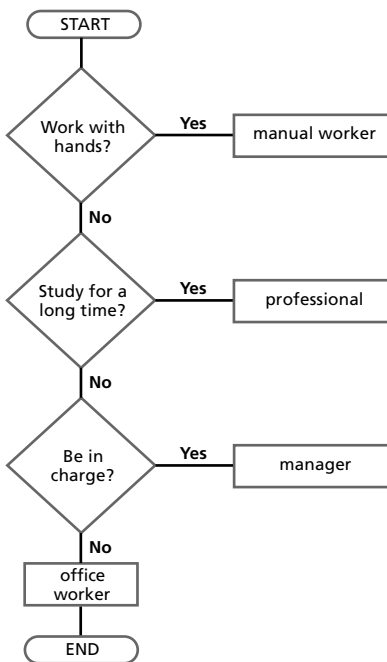 START
Work with
hands?
Yes
manual worker
No
Study for a
long time?
Yes
professional
No
Be in
charge?
Yes
manager
No
office
worker
END